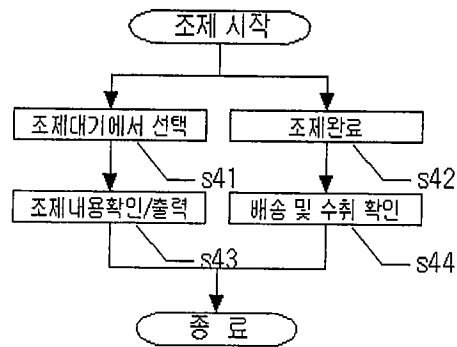 조제 시작
조제대기에서 선택
조제완료
s41
s42
조제내용확인/출력
배송 및 수취 확인
s43
s44
종 료